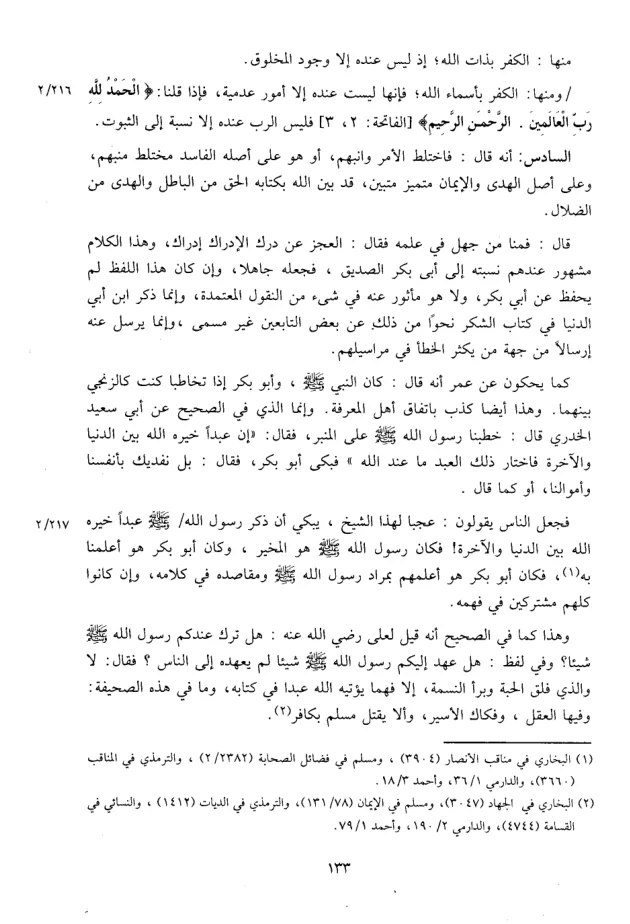 منها : الكفر بذات الله؛ إذ ليس عنده إلا وجود المخلوق.
/ ومنها: الكفر بأسماء الله؛ فإنها ليست عنده إلا أمور عدمية، فإذا قلنا: ﴿ الْحَمْدُ لِلَّهِ ٢/٢١٦
رَبِّ الْعَالَمِينَ . الرَّحْمَـنِ الرَّحِيمِ﴾ [الفاتحة: ٢، ٣] فليس الرب عنده إلا نسبة إلى الثبوت.
السادس: أنه قال : فاختلط الأمر وانبهم، أو هو على أصله الفاسد مختلط منبهم،
وعلى أصل الهدى والإيمان متميز متبين، قد بين الله بكتابه الحق من الباطل والهدى من
الضلال.
قال : فمنا من جهل في علمه فقال : العجز عن درك الإدراك إدراك، وهذا الكلام
مشهور عندهم نسبته إلى أبى بكر الصديق ، فجعله جاهلا، وإن كان هذا اللفظ لم
يحفظ عن أبي بكر، ولا هو مأثور عنه في شىء من النقول المعتمدة، وإنما ذكر ابن أبي
الدنيا في كتاب الشكر نحوًا من ذلك عن بعض التابعين غير مسمى ،وإنما يرسل عنه
إرسالاً من جهة من يكثر الخطأ في مراسيلهم.
كما يحكون عن عمر أنه قال : كان النبي ﷺ ، وأبو بكر إذا تخاطبا كنت كالزنجي
بينهما. وهذا أيضا كذب باتفاق أهل المعرفة. وإنما الذي في الصحيح عن أبي سعيد
الخدري قال : خطبنا رسول الله ﷺ على المنبر، فقال: «إن عبداً خيره الله بين الدنيا
والآخرة فاختار ذلك العبد ما عند الله » فبكى أبو بكر، فقال : بل نفديك بأنفسنا
وأموالنا، أو كما قال .
فجعل الناس يقولون : عجبا لهذا الشيخ ، يبكي أن ذكر رسول الله/ ﷺ عبداً خيره ٢/٢١٧
الله بين الدنيا والآخرة! فكان رسول الله ﷺ هو المخير ، وكان أبو بكر هو أعلمنا
به(١)، فكان أبو بكر هو أعلمهم بمراد رسول الله ﷺ ومقاصده في كلامه، وإن كانوا
كلهم مشتركين في فهمه.
وهذا كما في الصحيح أنه قيل لعلى رضي الله عنه : هل ترك عندكم رسول الله ﷺ
شيئا؟ وفي لفظ : هل عهد إليكم رسول الله ﷺ شيئا لم يعهده إلى الناس ؟ فقال: لا
والذي فلق الحبة وبرأ النسمة، إلا فهما يؤتيه الله عبدا في كتابه، وما في هذه الصحيفة:
وفيها العقل ، وفكاك الأسير، وألا يقتل مسلم بكافر(٢).
(١) البخاري في مناقب الأنصار (٣٩٠٤) ، ومسلم في فضائل الصحابة (٢/٢٣٨٢) ، والترمذي في المناقب
(٣٦٦٠)، والدارمي ٣٦/١، وأحمد ١٨/٣.
(٢) البخاري في الجهاد (٣٠٤٧)، ومسلم في الإيمان (١٣١/٧٨)، والترمذي في الديات (١٤١٢) ، والنسائي في
القسامة (٤٧٤٤)، والدارمي ١٩٠/٢، وأحمد ٧٩/١.
١٣٣